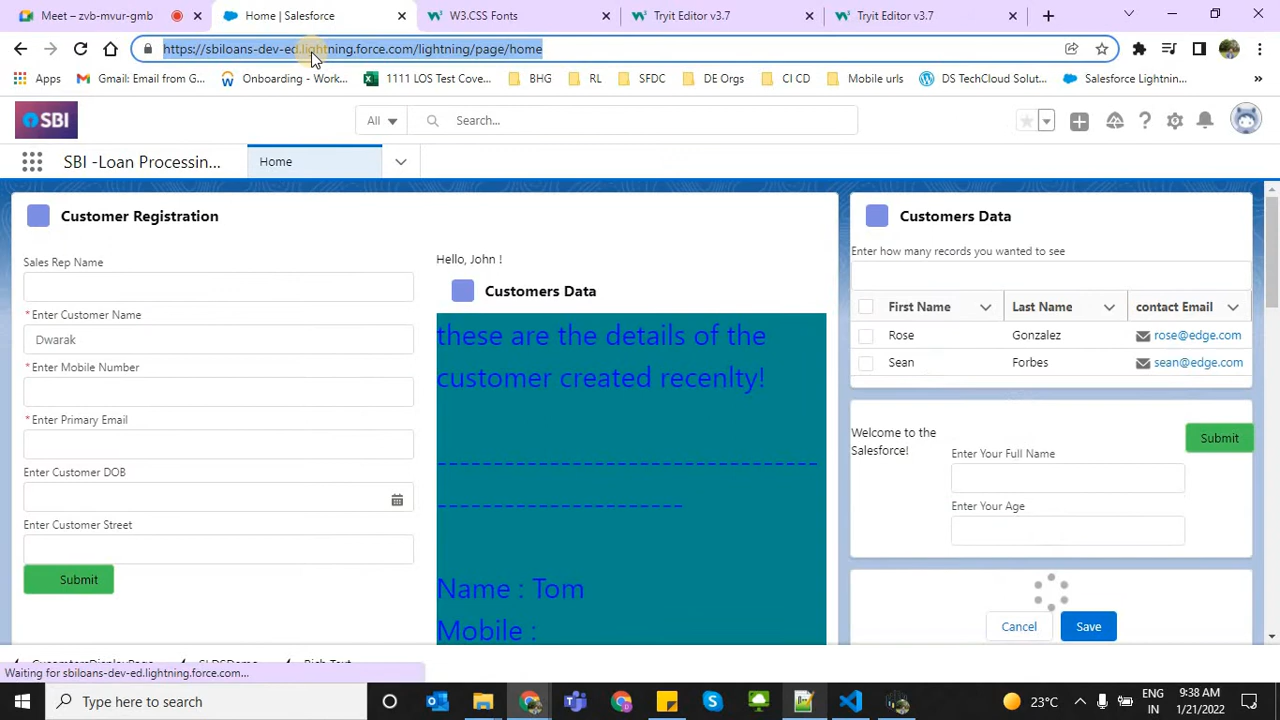 Meet – zvb-mvur-gmb
Home | Salesforce
W3.CSS Fonts
Tryit Editor v3.7
Tryit Editor v3.7
https://sbiloans-dev-ed.lightning.force.com/lightning/page/home
Apps
Gmail: Email from G...
Onboarding - Work...
1111 LOS Test Cove...
BHG
RL
SFDC
DE Orgs
CI CD
Mobile urls
DS TechCloud Soluti...
Salesforce Lightnin...
SBI
All
Search...
SBI -Loan Processin...
Home
Customer Registration
Sales Rep Name
* Enter Customer Name
Dwarak
* Enter Mobile Number
* Enter Primary Email
Enter Customer DOB
Enter Customer Street
Submit
Hello, John !
Customers Data
these are the details of the
customer created recenlty!
Name : Tom
Mobile :
Customers Data
Enter how many records you wanted to see
First Name Last Name contact Email
Rose Gonzalez rose@edge.com
Sean Forbes sean@edge.com
Welcome to the
Salesforce!
Submit
Enter Your Full Name
Enter Your Age
Cancel
Save
Waiting for sbiloans-dev-ed.lightning.force.com...
Type here to search
23°C
ENG
IN
9:38 AM
1/21/2022